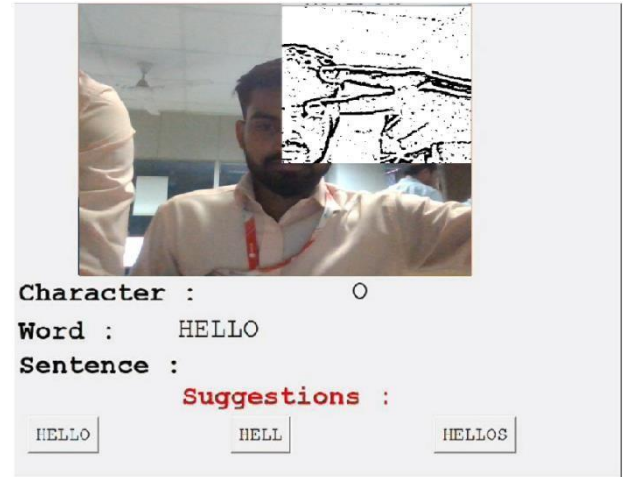 Character : O
Word : HELLO
Sentence :
Suggestions :
HELLO HELL HELLOS